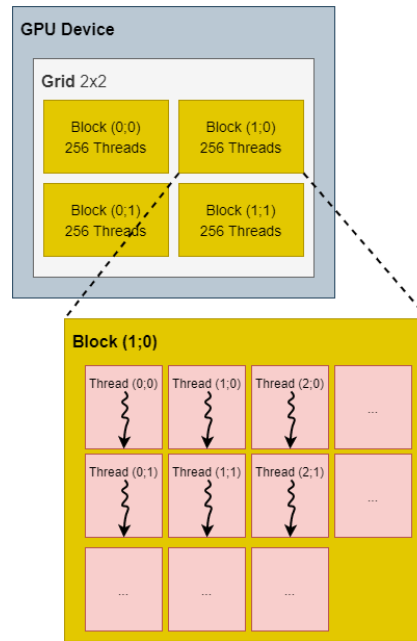 GPU Device
Grid 2x2
Block (0;0)
256 Threads
Block (1;0)
256 Threads
Block (0;1)
256 Threads
Block (1;1)
256 Threads
Block (1;0)
Thread (0;0)
Thread (1;0)
Thread (2;0)
...
Thread (0;1)
Thread (1;1)
Thread (2;1)
...
...
...
...